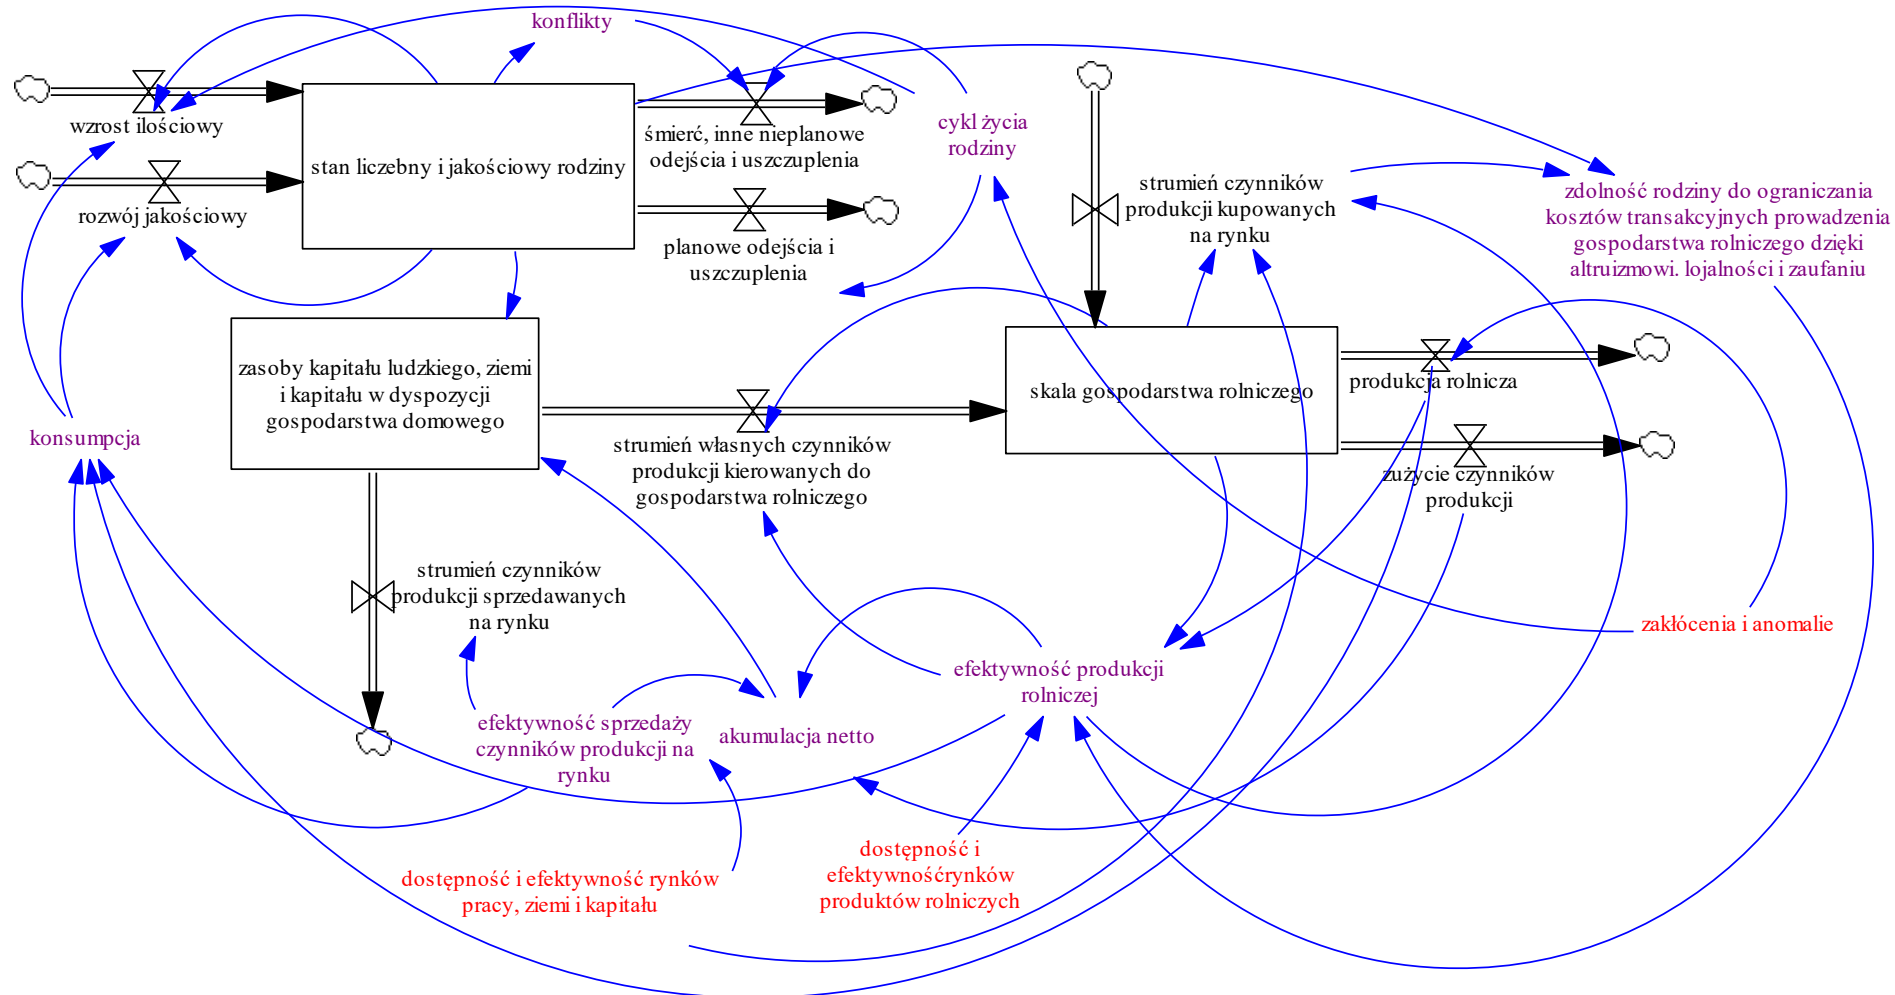 konflikty
wzrost ilościowy
stan liczebny i jakościowy rodziny
rozwój jakościowy
śmierć, inne nieplanowe
odejścia i uszczuplenia
planowe odejścia i
uszczuplenia
cykl życia
rodziny
strumień czynników
produkcji kupowanych
na rynku
zdolność rodziny do ograniczania
kosztów transakcyjnych prowadzenia
gospodarstwa rolniczego dzięki
altruizmowi. lojalności i zaufaniu
zasoby kapitału ludzkiego, ziemi
i kapitału w dyspozycji
gospodarstwa domowego
konsumpcja
strumień własnych czynników
produkcji kierowanych do
gospodarstwa rolniczego
skala gospodarstwa rolniczego
produkcja rolnicza
zużycie czynników
produkcji
strumień czynników
produkcji sprzedawanych
na rynku
zakłócenia i anomalie
efektywność produkcji
rolniczej
efektywność sprzedaży
czynników produkcji na
rynku
akumulacja netto
dostępność i efektywność rynków
pracy, ziemi i kapitału
dostępność i
efektywnośćrynków
produktów rolniczych